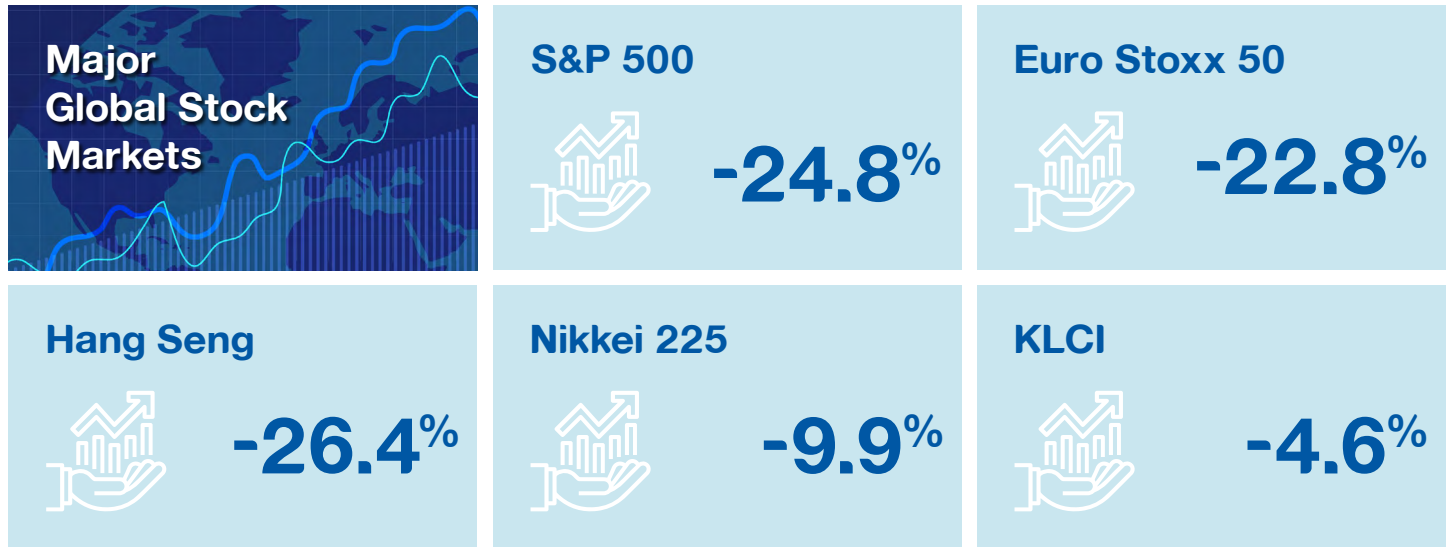 Major
Global Stock
Markets
S&P 500
-24.8%
Euro Stoxx 50
-22.8%
Hang Seng
-26.4%
Nikkei 225
-9.9%
KLCI
-4.6%